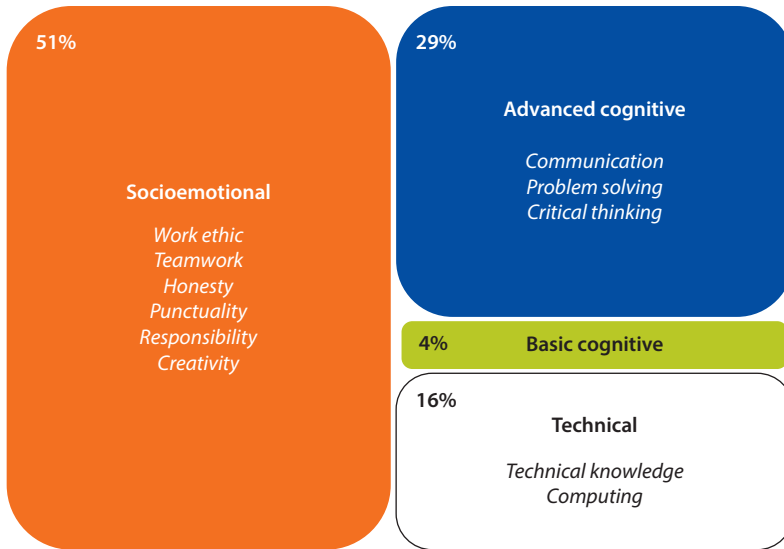 51%
Socioemotional
Work ethic
Teamwork
Honesty
Punctuality
Responsibility
Creativity
29%
Advanced cognitive
Communication
Problem solving
Critical thinking
4%
Basic cognitive
16%
Technical
Technical knowledge
Computing